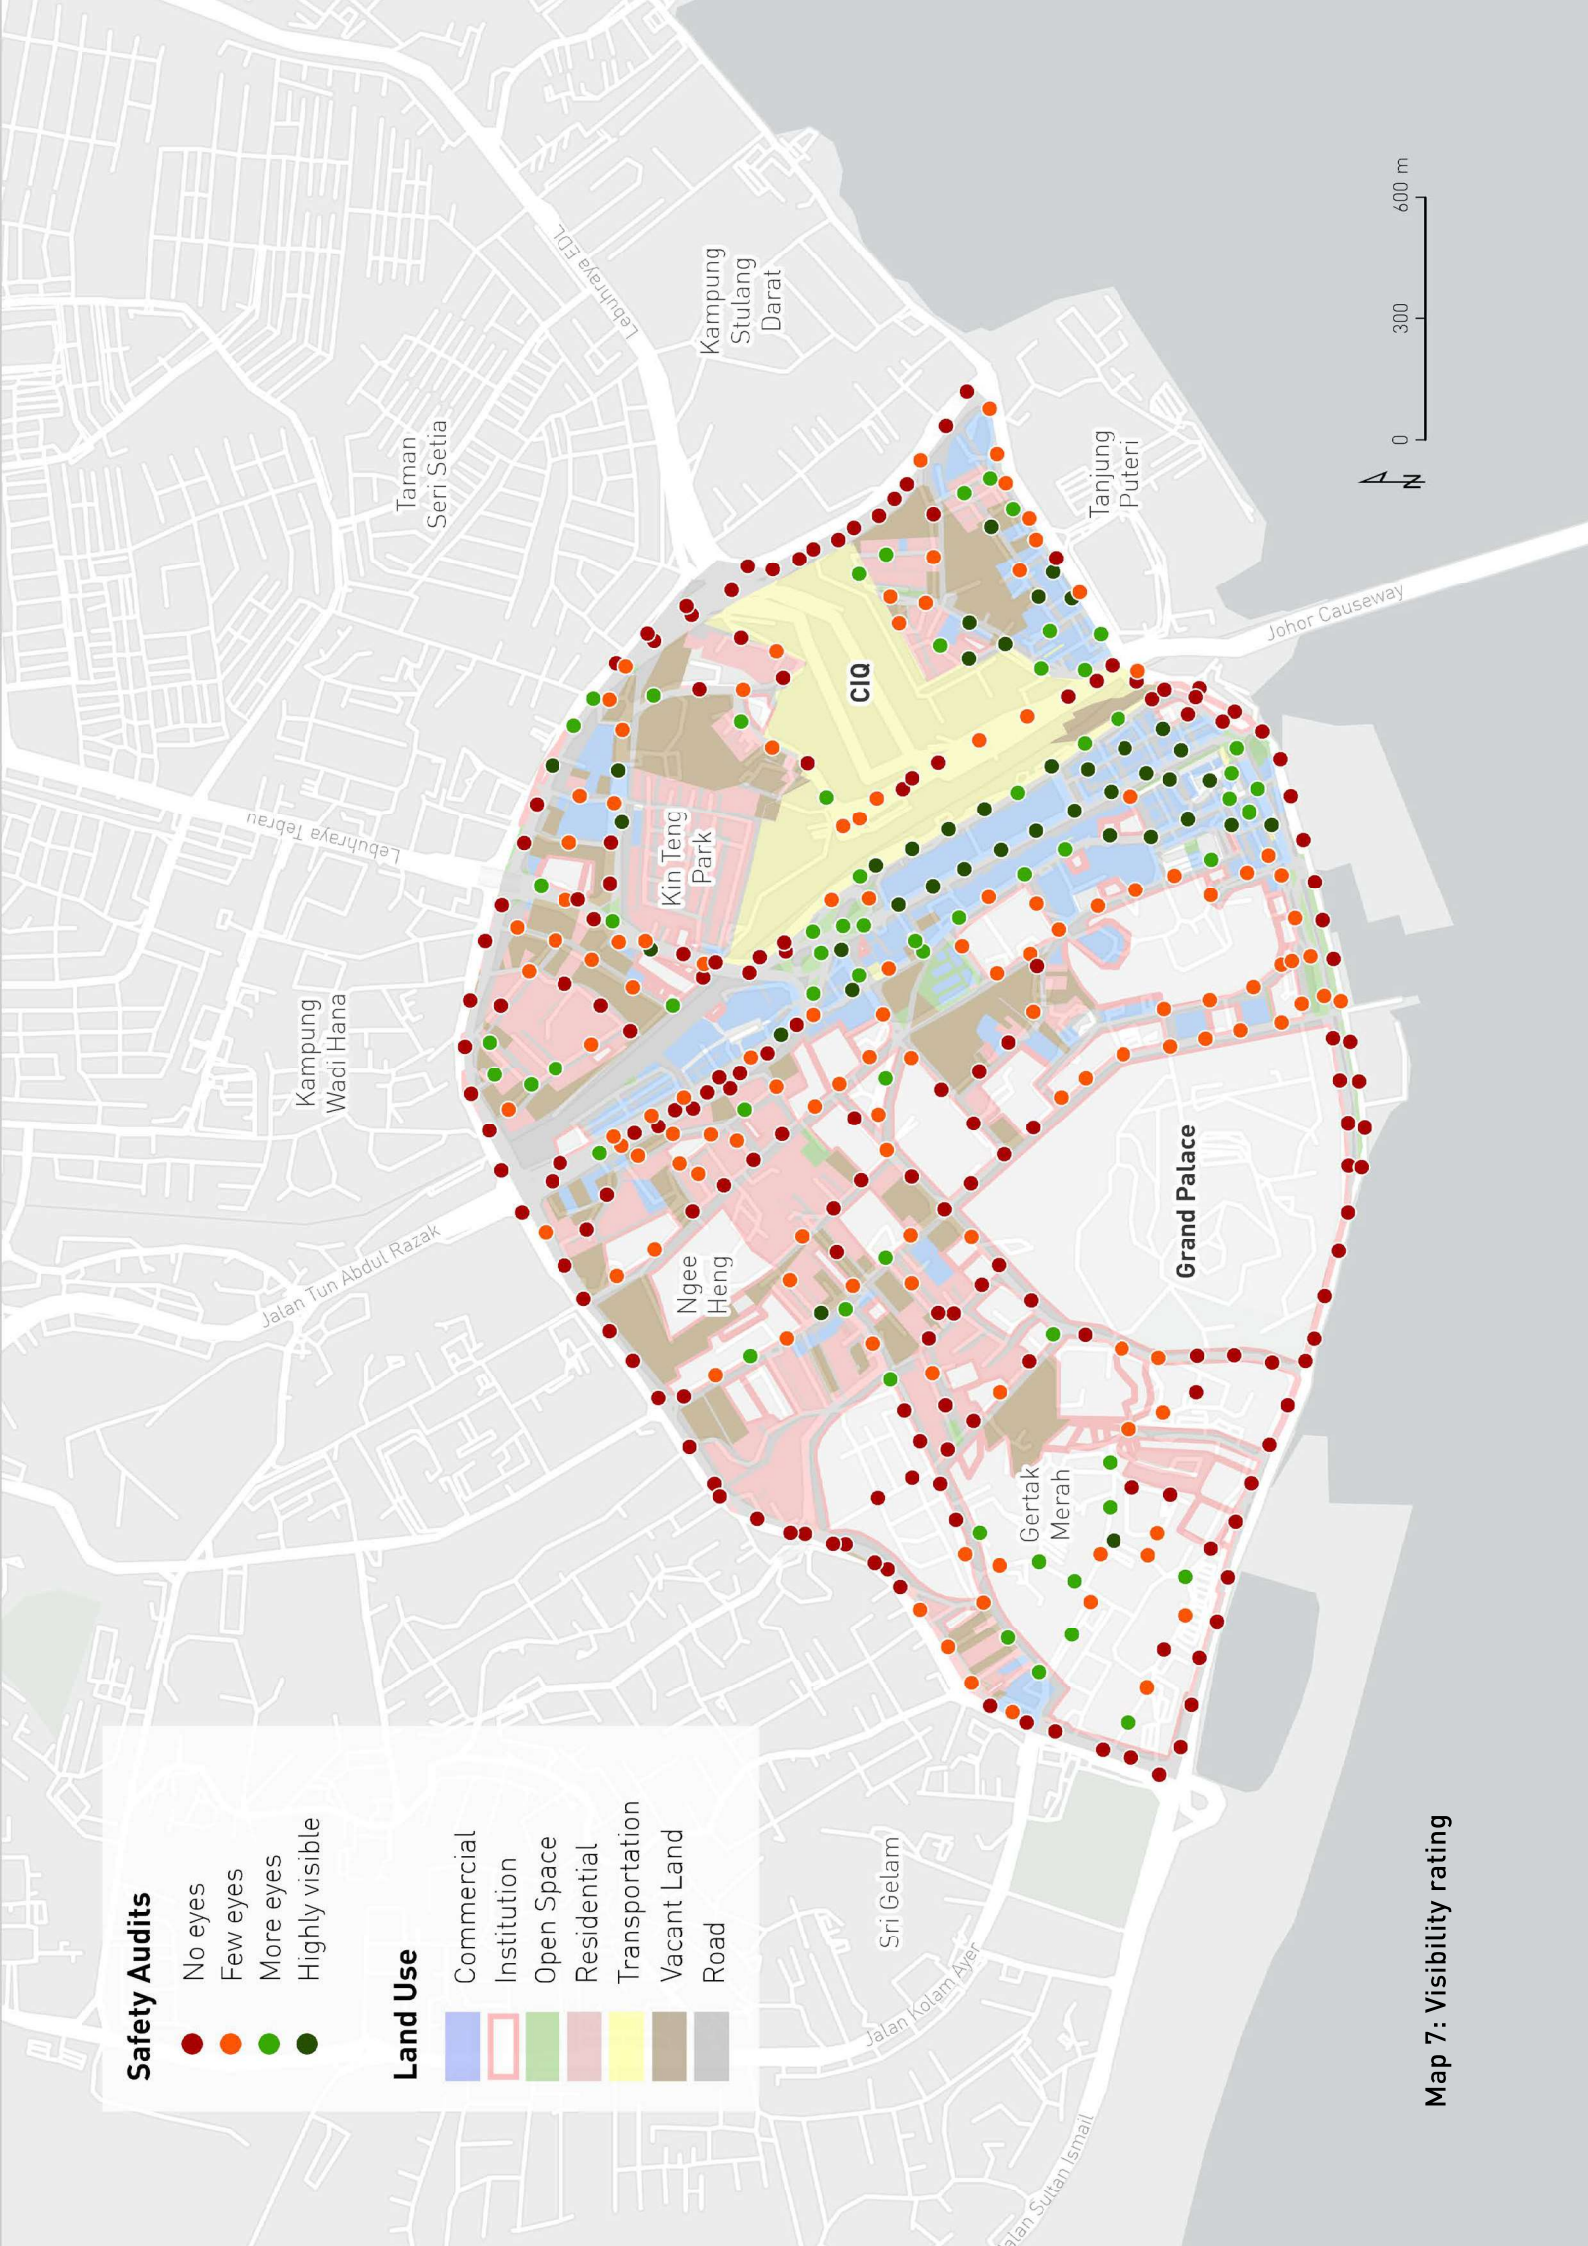 Safety Audits
No eyes
Few eyes
More eyes
Highly visible
Land Use
Commercial
Institution
Open Space
Residential
Transportation
Vacant Land
Road
Kampung
Wadi Hana
Taman
Seri Setia
Lebuhraya Tebrau
Lebuhraya EDL
Jalan Tun Abdul Razak
Kampung
Stulang
Darat
Kin Teng
Park
Ngee
Heng
CIQ
Tanjung
Puteri
Johor Causeway
Gertak
Merah
Grand Palace
Sri Gelam
Jalan Kolam Ayer
Jalan Sultan Ismail
N
0 300 600 m
Map 7: Visibility rating